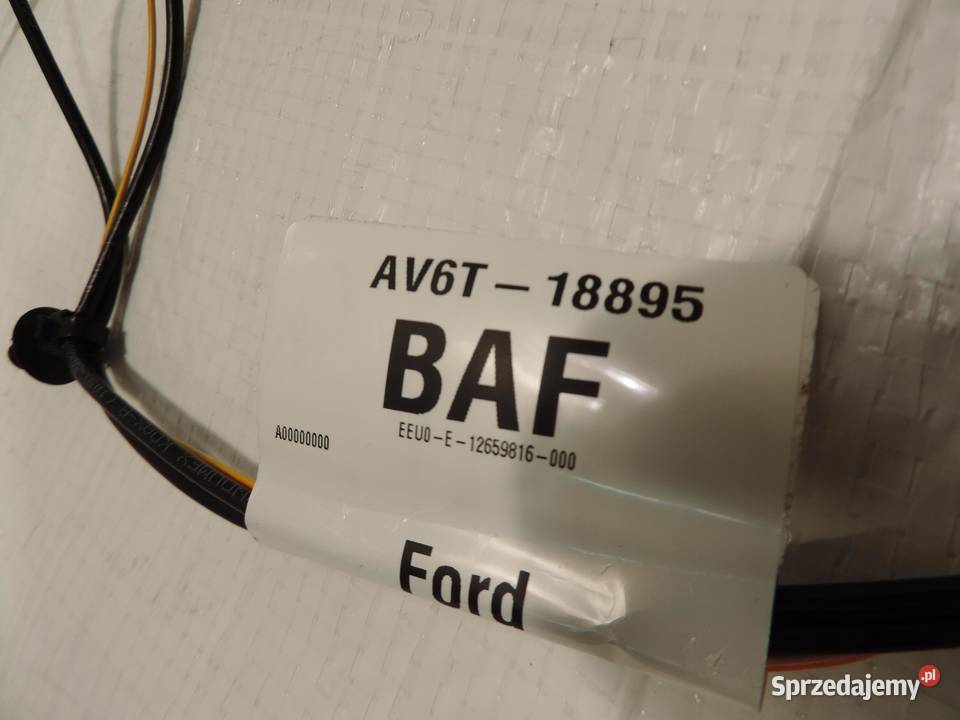 AV6T-18895
BAF
EEU0-E-12659816-000
A00000000
Ford
Sprzedajemy.pl